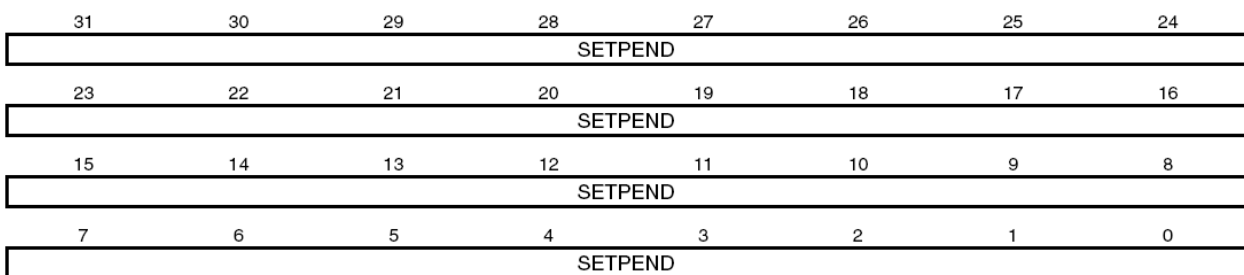 31 30 29 28 27 26 25 24
SETPEND
23 22 21 20 19 18 17 16
SETPEND
15 14 13 12 11 10 9 8
SETPEND
7 6 5 4 3 2 1 0
SETPEND